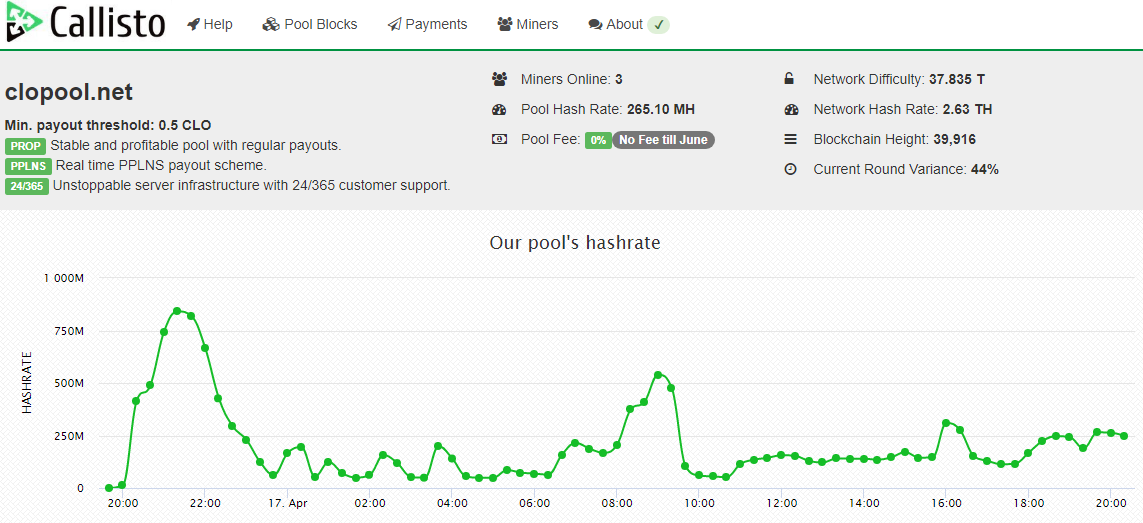 Callisto
Help Pool Blocks Payments Miners About ✓
clopool.net
Min. payout threshold: 0.5 CLO
PROP Stable and profitable pool with regular payouts.
PPLNS Real time PPLNS payout scheme.
24/365 Unstoppable server infrastructure with 24/365 customer support.
Miners Online: 3
Pool Hash Rate: 265.10 MH
Pool Fee: 0% No Fee till June
Network Difficulty: 37.835 T
Network Hash Rate: 2.63 TH
Blockchain Height: 39,916
Current Round Variance: 44%
Our pool's hashrate
HASHRATE
1 000M
750M
500M
250M
0
20:00 22:00 17. Apr 02:00 04:00 06:00 08:00 10:00 12:00 14:00 16:00 18:00 20:00